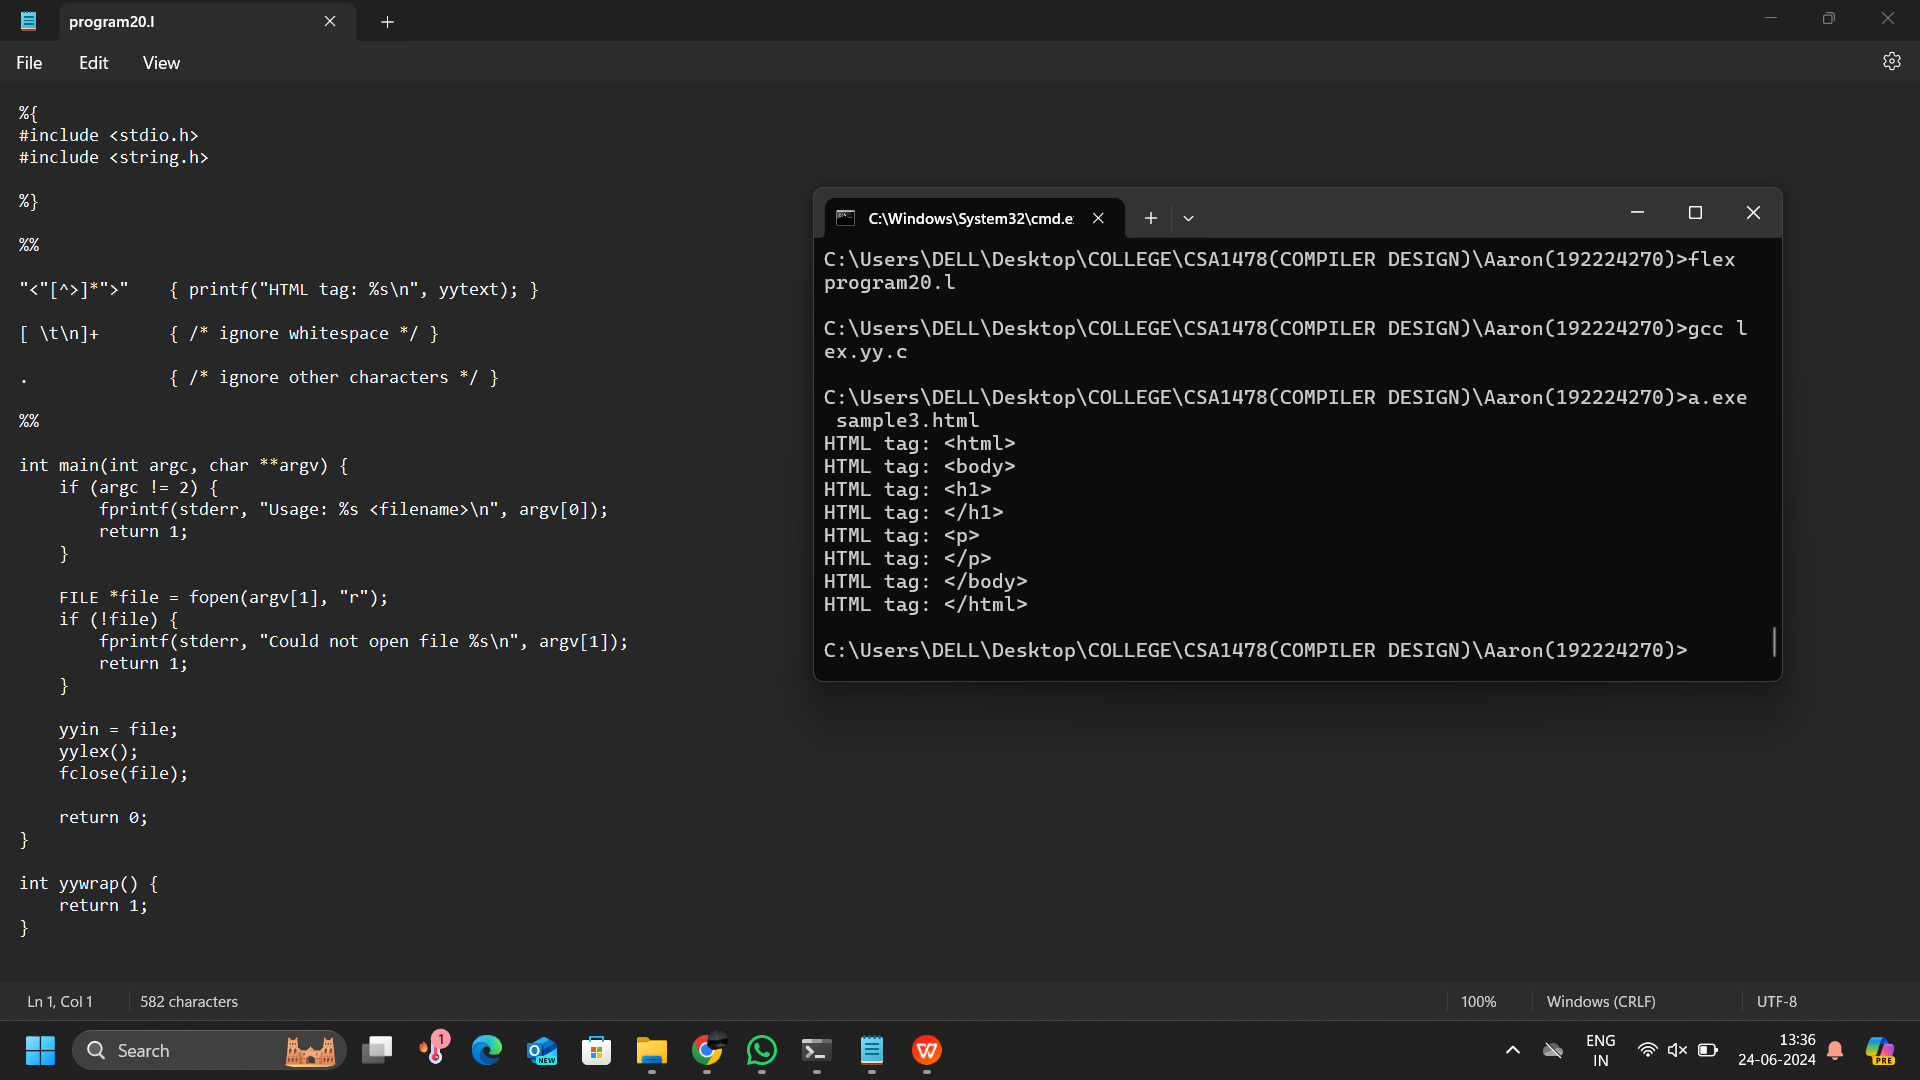 program20.l
File Edit View
%{
#include <stdio.h>
#include <string.h>
%}
%%
"<"[^>]*">"    { printf("HTML tag: %s\n", yytext); }
[ \t\n]+       { /* ignore whitespace */ }
.              { /* ignore other characters */ }
%%
int main(int argc, char **argv) {
    if (argc != 2) {
        fprintf(stderr, "Usage: %s <filename>\n", argv[0]);
        return 1;
    }
    FILE *file = fopen(argv[1], "r");
    if (!file) {
        fprintf(stderr, "Could not open file %s\n", argv[1]);
        return 1;
    }
    yyin = file;
    yylex();
    fclose(file);
    return 0;
}
int yywrap() {
    return 1;
}
C:\Windows\System32\cmd.e
C:\Users\DELL\Desktop\COLLEGE\CSA1478(COMPILER DESIGN)\Aaron(192224270)>flex
program20.l
C:\Users\DELL\Desktop\COLLEGE\CSA1478(COMPILER DESIGN)\Aaron(192224270)>gcc l
ex.yy.c
C:\Users\DELL\Desktop\COLLEGE\CSA1478(COMPILER DESIGN)\Aaron(192224270)>a.exe
 sample3.html
HTML tag: <html>
HTML tag: <body>
HTML tag: <h1>
HTML tag: </h1>
HTML tag: <p>
HTML tag: </p>
HTML tag: </body>
HTML tag: </html>
C:\Users\DELL\Desktop\COLLEGE\CSA1478(COMPILER DESIGN)\Aaron(192224270)>
Ln 1, Col 1 582 characters 100% Windows (CRLF) UTF-8
Search
1
NEW
ENG
IN
13:36
24-06-2024
PRE